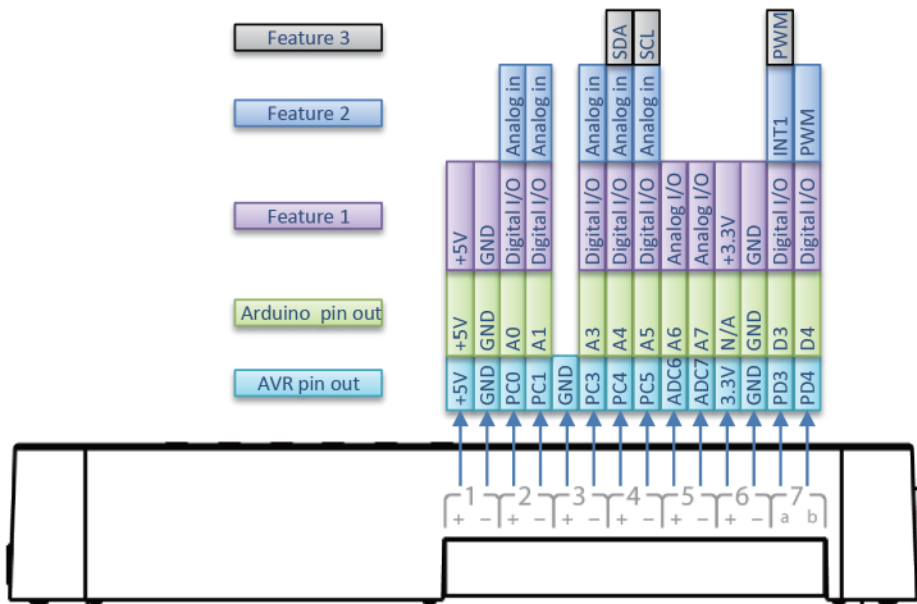 Feature 3
SDA SCL PWM
Feature 2
Analog in Analog in Analog in Analog in Analog in INT1 PWM
Feature 1
+5V GND Digital I/O Digital I/O Digital I/O Digital I/O Digital I/O Analog I/O Analog I/O +3.3V GND Digital I/O Digital I/O
Arduino pin out
+5V GND A0 A1 A3 A4 A5 A6 A7 N/A GND D3 D4
AVR pin out
+5V GND PC0 PC1 GND PC3 PC4 PC5 ADC6 ADC7 3.3V GND PD3 PD4
1 2 3 4 5 6 7
+ − + − + − + − + − + − a b